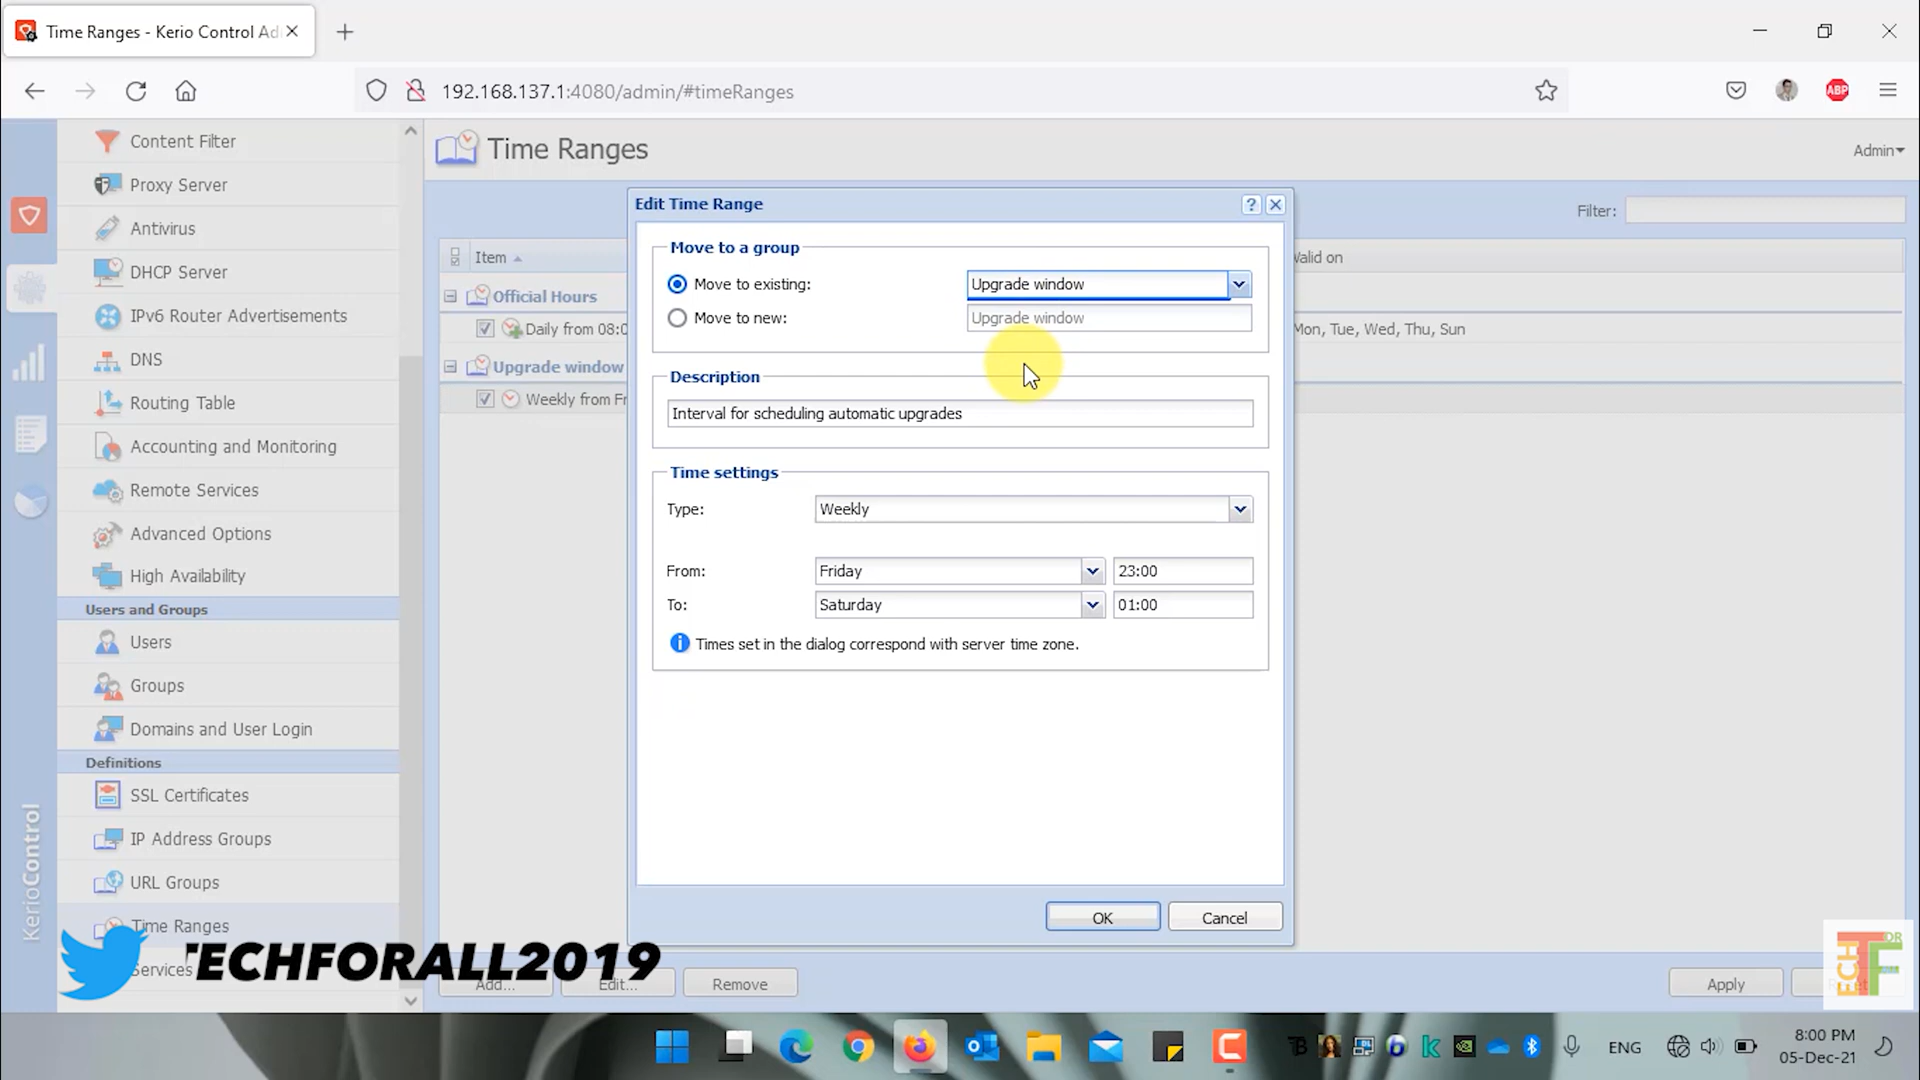 Time Ranges - Kerio Control Ad
192.168.137.1:4080/admin/#timeRanges
ABP
Content Filter
Proxy Server
Antivirus
DHCP Server
IPv6 Router Advertisements
DNS
Routing Table
Accounting and Monitoring
Remote Services
Advanced Options
High Availability
Users and Groups
Users
Groups
Domains and User Login
Definitions
SSL Certificates
IP Address Groups
URL Groups
Time Ranges
Services
KerioControl
Time Ranges
Admin
Filter:
Item
Valid on
Official Hours
Daily from 08:0
Mon, Tue, Wed, Thu, Sun
Upgrade window
Weekly from Fr
Edit Time Range
Move to a group
Move to existing:
Upgrade window
Move to new:
Upgrade window
Description
Interval for scheduling automatic upgrades
Time settings
Type:
Weekly
From:
Friday
23:00
To:
Saturday
01:00
Times set in the dialog correspond with server time zone.
OK
Cancel
TECHFORALL2019
Add...
Edit...
Remove
Apply
TECH
FOR
ENG
8:00 PM
05-Dec-21